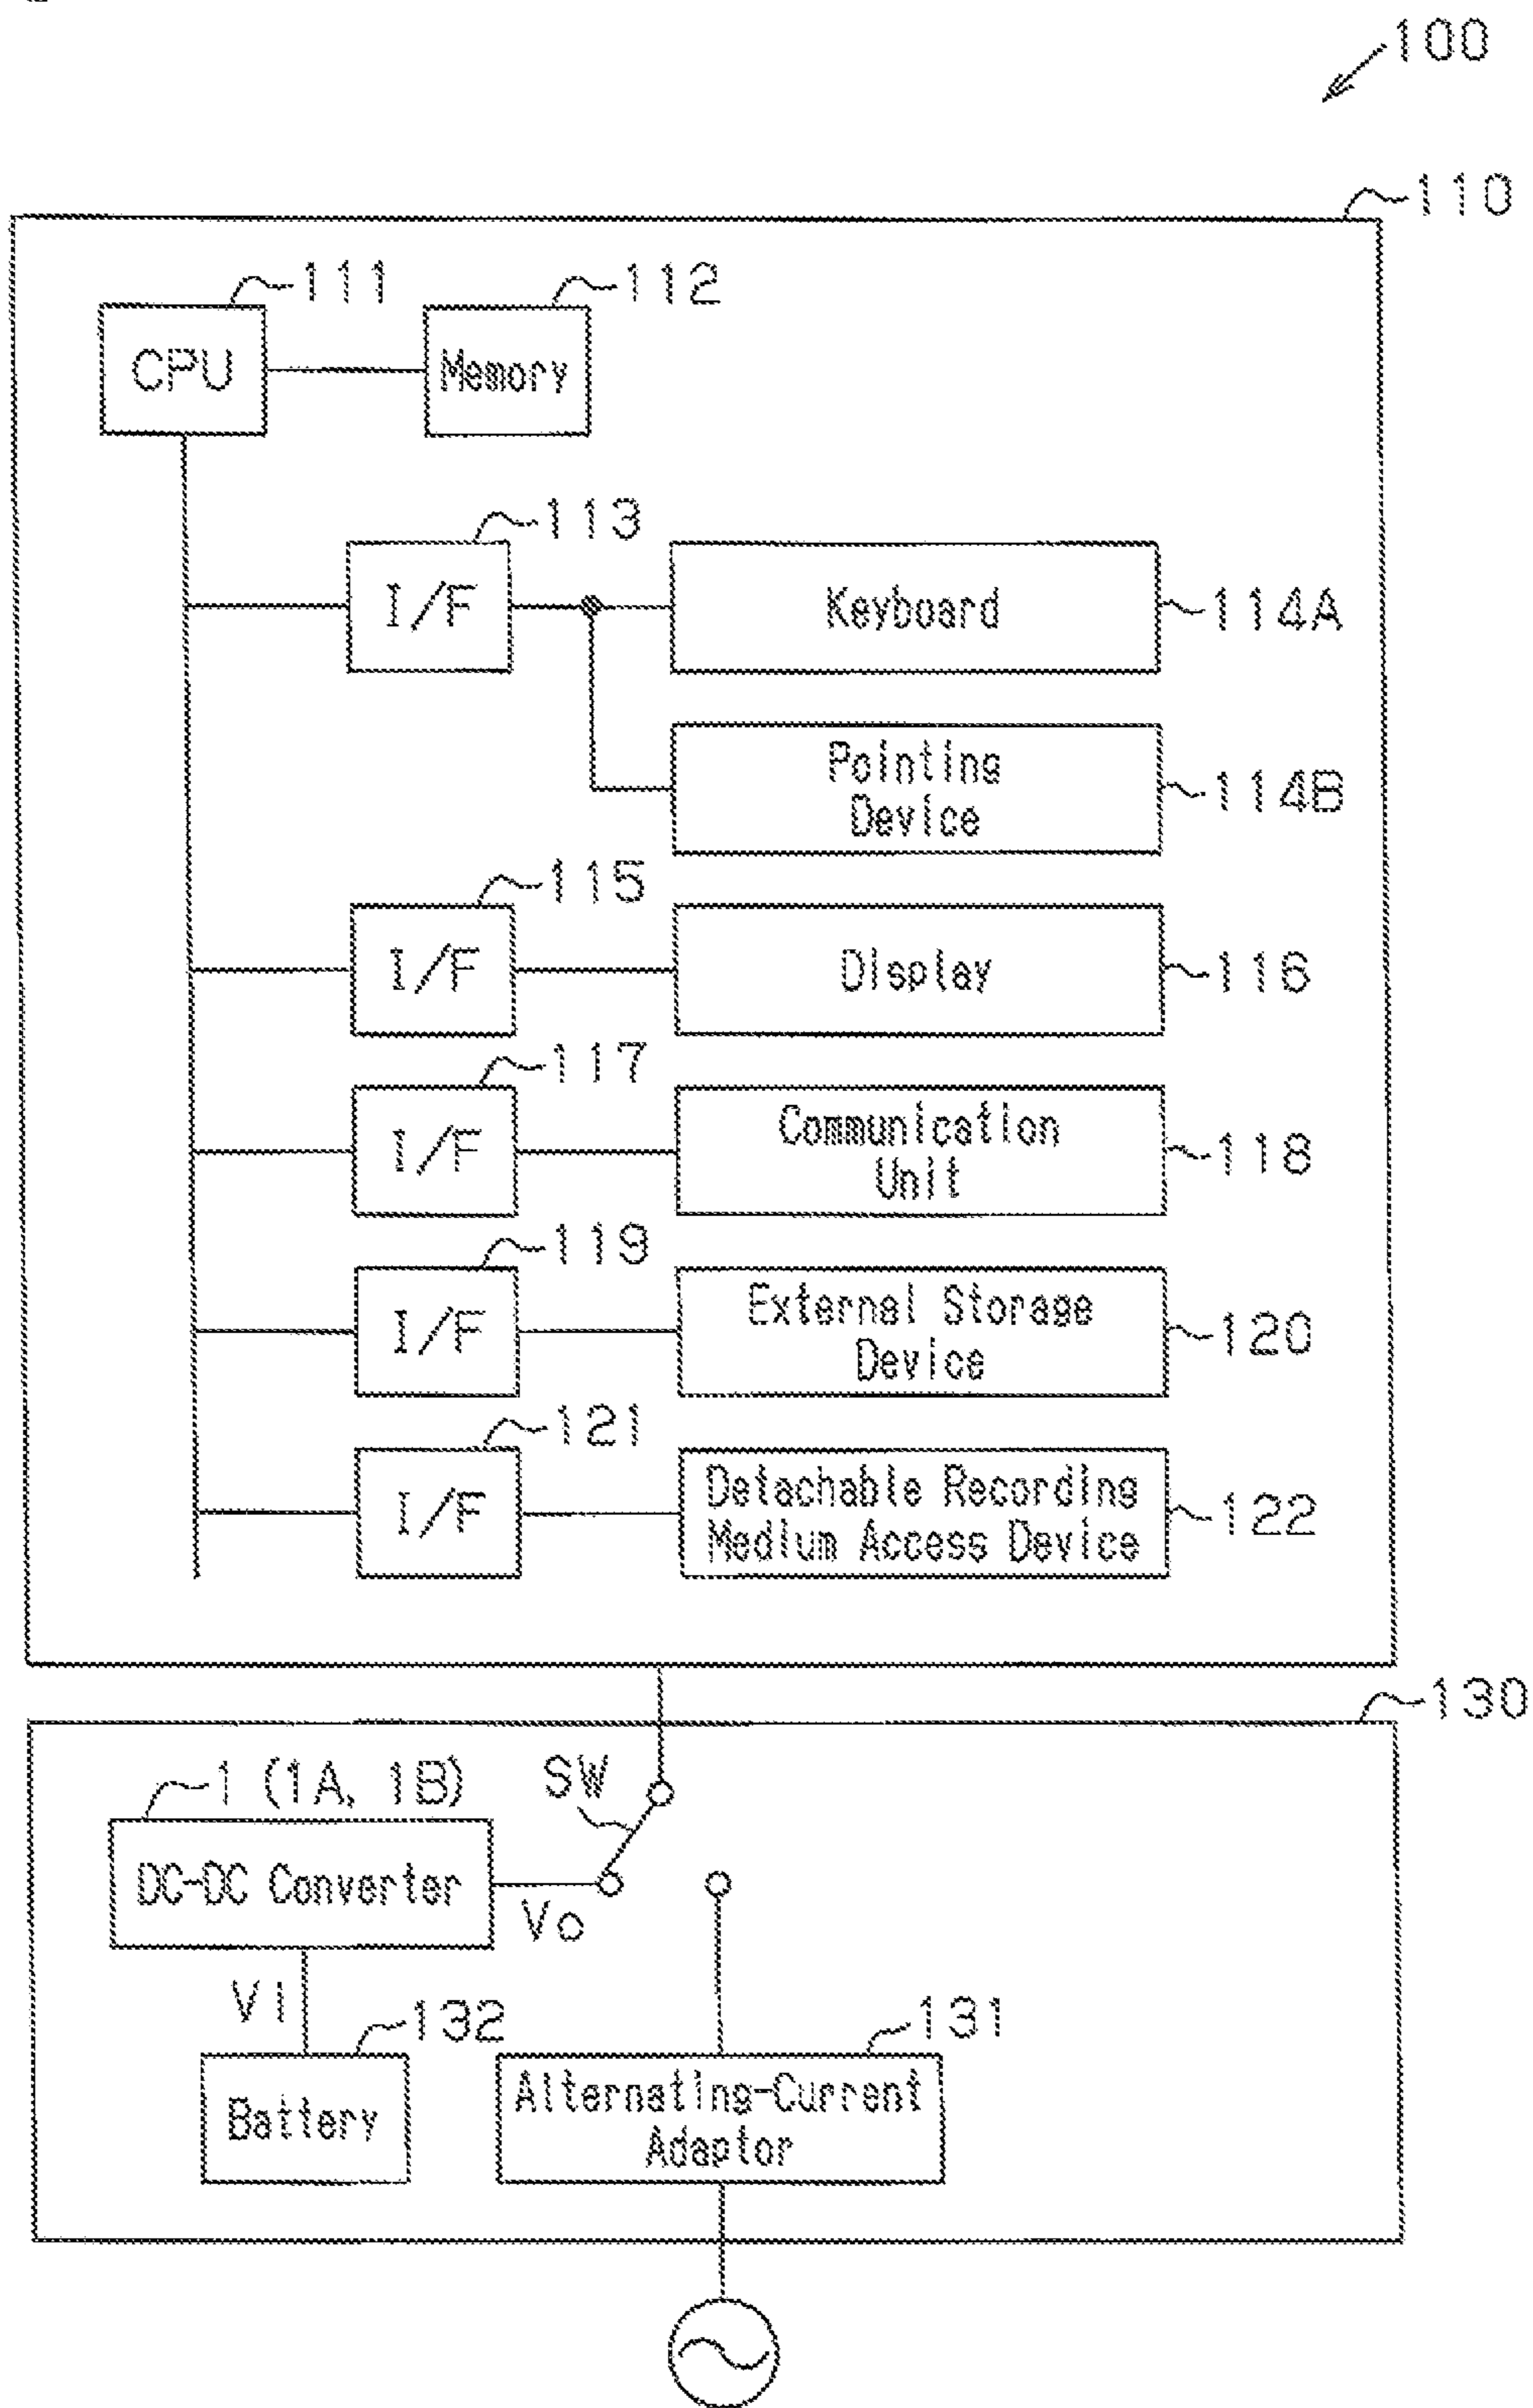 100
110
111
112
CPU
Memory
113
I/F
Keyboard
114A
Pointing
Device
114B
115
I/F
Display
116
117
I/F
Communication
Unit
118
119
I/F
External Storage
Device
120
121
I/F
Detachable Recording
Medium Access Device
122
130
1 (1A, 1B)
SW
DC-DC Converter
Vo
Vi
132
131
Battery
Alternating-Current
Adaptor